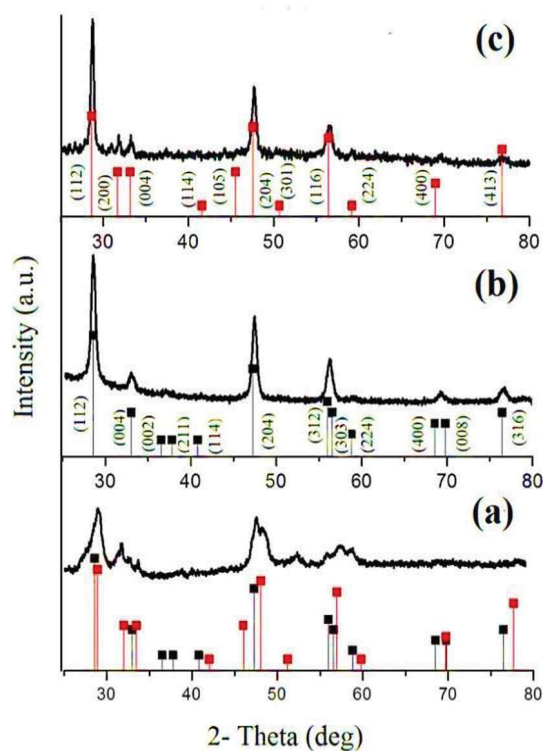 (c)
(112)
(200)
(004)
(114)
(105)
(204)
(301)
(116)
(224)
(400)
(413)
30 40 50 60 70 80
(b)
(112)
(004)
(002)
(211)
(114)
(204)
(312)
(303)
(224)
(400)
(008)
(316)
30 40 50 60 70 80
(a)
30 40 50 60 70 80
Intensity (a.u.)
2- Theta (deg)